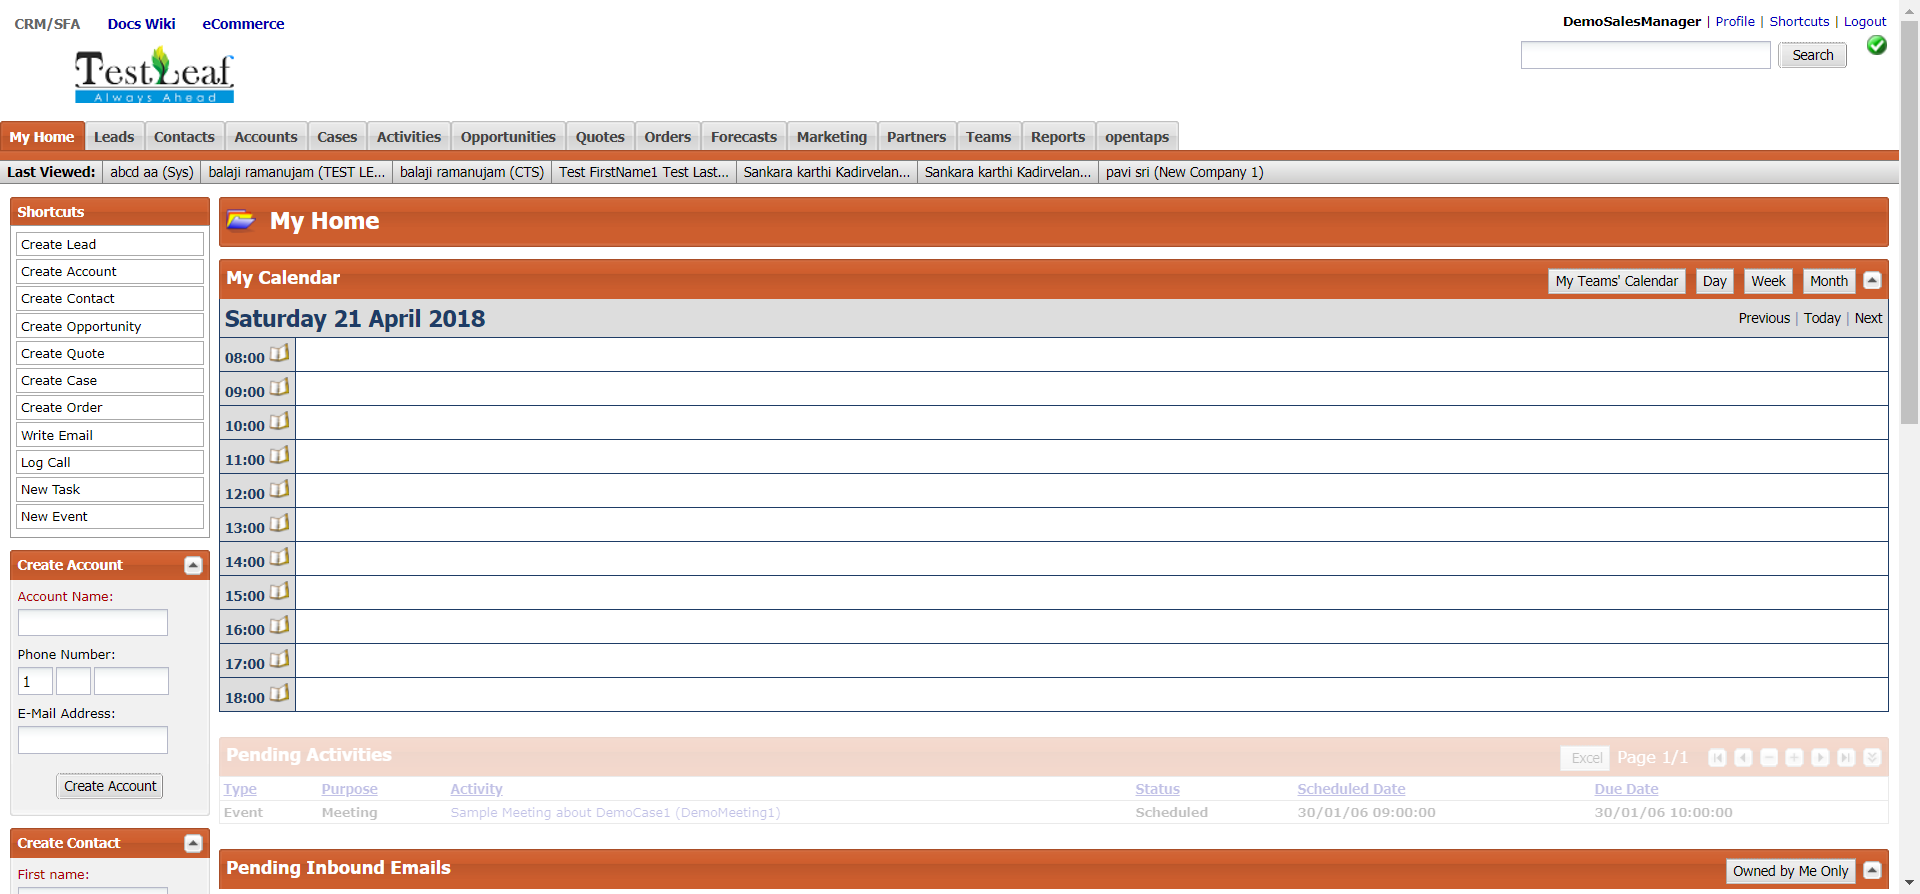 CRM/SFA Docs Wiki eCommerce
DemoSalesManager | Profile | Shortcuts | Logout
Search
TestLeaf
Always Ahead
My Home Leads Contacts Accounts Cases Activities Opportunities Quotes Orders Forecasts Marketing Partners Teams Reports opentaps
Last Viewed: abcd aa (Sys) balaji ramanujam (TEST LE... balaji ramanujam (CTS) Test FirstName1 Test Last... Sankara karthi Kadirvelan... Sankara karthi Kadirvelan... pavi sri (New Company 1)
Shortcuts
Create Lead
Create Account
Create Contact
Create Opportunity
Create Quote
Create Case
Create Order
Write Email
Log Call
New Task
New Event
Create Account
Account Name:
Phone Number:
1
E-Mail Address:
Create Account
Create Contact
First name:
My Home
My Calendar My Teams' Calendar Day Week Month
Saturday 21 April 2018 Previous | Today | Next
08:00
09:00
10:00
11:00
12:00
13:00
14:00
15:00
16:00
17:00
18:00
Pending Activities Excel Page 1/1
Type Purpose Activity Status Scheduled Date Due Date
Event Meeting Sample Meeting about DemoCase1 (DemoMeeting1) Scheduled 30/01/06 09:00:00 30/01/06 10:00:00
Pending Inbound Emails Owned by Me Only